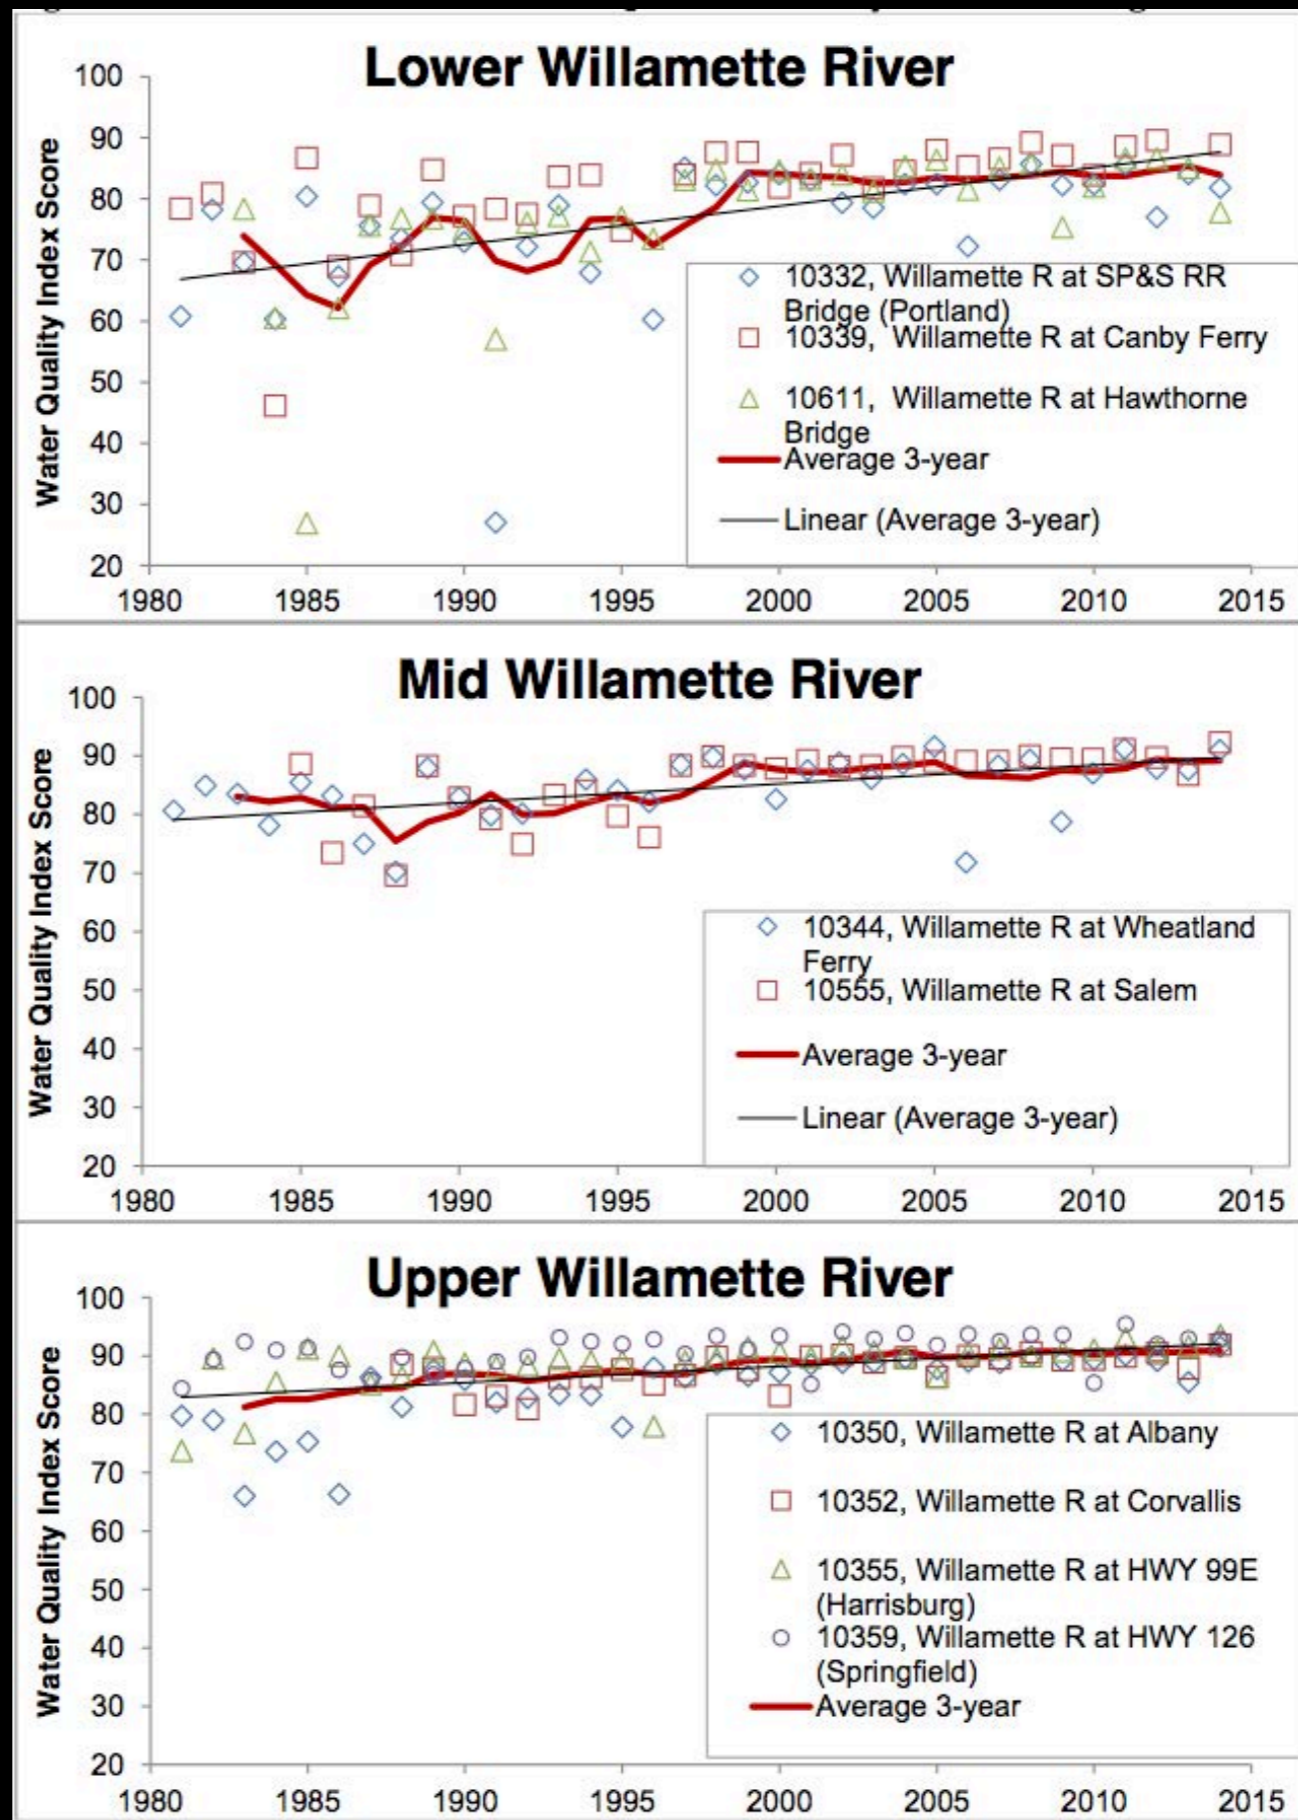 Lower Willamette River
Water Quality Index Score
100
90
80
70
60
50
40
30
20
1980 1985 1990 1995 2000 2005 2010 2015
10332, Willamette R at SP&S RR
Bridge (Portland)
10339, Willamette R at Canby Ferry
10611, Willamette R at Hawthorne
Bridge
Average 3-year
Linear (Average 3-year)
Mid Willamette River
Water Quality Index Score
100
90
80
70
60
50
40
30
20
1980 1985 1990 1995 2000 2005 2010 2015
10344, Willamette R at Wheatland
Ferry
10555, Willamette R at Salem
Average 3-year
Linear (Average 3-year)
Upper Willamette River
Water Quality Index Score
100
90
80
70
60
50
40
30
20
1980 1985 1990 1995 2000 2005 2010 2015
10350, Willamette R at Albany
10352, Willamette R at Corvallis
10355, Willamette R at HWY 99E
(Harrisburg)
10359, Willamette R at HWY 126
(Springfield)
Average 3-year